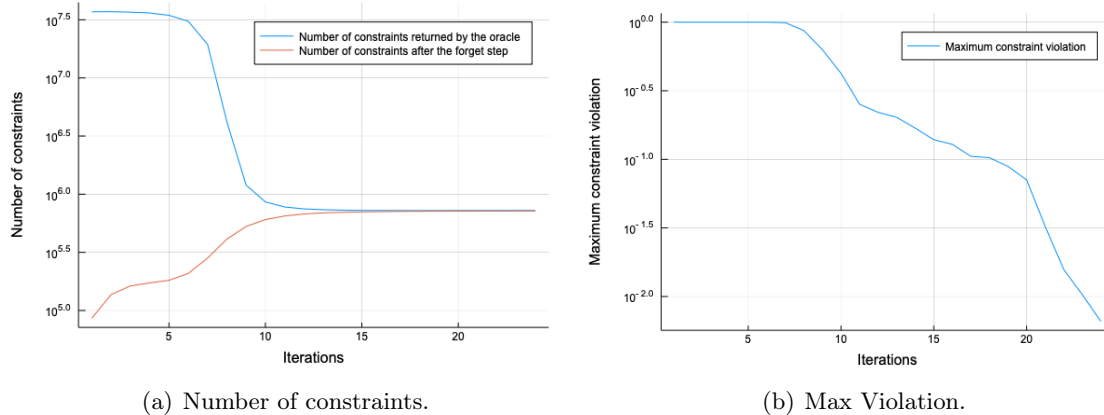 10^7.5
10^7.0
10^6.5
10^6.0
10^5.5
10^5.0
Number of constraints
Number of constraints returned by the oracle
Number of constraints after the forget step
5
10
15
20
Iterations
(a) Number of constraints.
10^0.0
10^-0.5
10^-1.0
10^-1.5
10^-2.0
Maximum constraint violation
Maximum constraint violation
5
10
15
20
Iterations
(b) Max Violation.